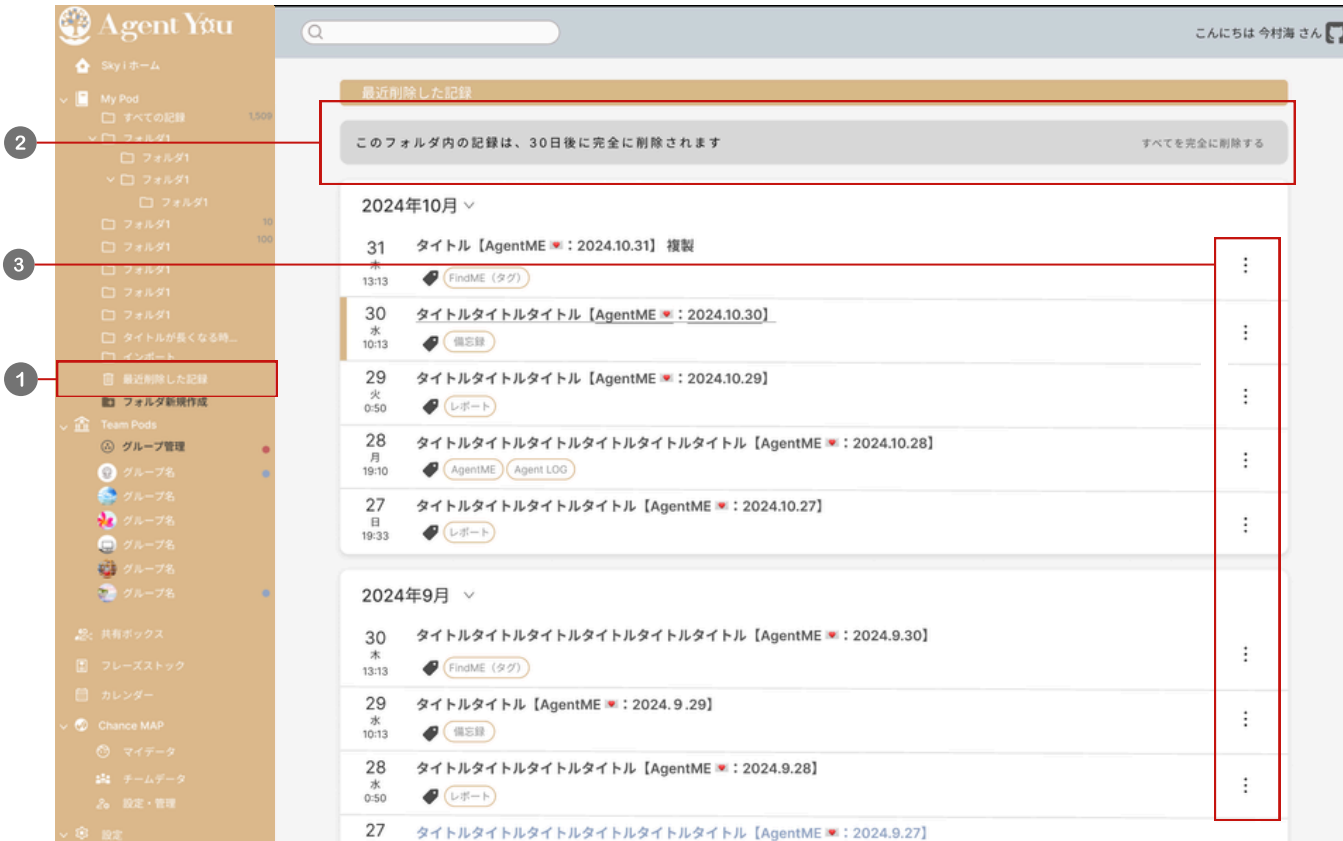 Agent You
こんにちは 今村海 さん
Sky i ホーム
My Pod
すべての記録 1,509
フォルダ1
フォルダ1
フォルダ1
フォルダ1
フォルダ1 10
フォルダ1 100
フォルダ1
フォルダ1
フォルダ1
タイトルが長くなる時...
インポート
最近削除した記録
フォルダ新規作成
Team Pods
グループ管理
グループ名
グループ名
グループ名
グループ名
グループ名
グループ名
共有ボックス
フレーズストック
カレンダー
Chance MAP
マイデータ
チームデータ
設定・管理
設定
1
2
3
最近削除した記録
このフォルダ内の記録は、30日後に完全に削除されます すべてを完全に削除する
2024年10月
31 タイトル【AgentME 💌：2024.10.31】 複製
木
13:13 FindME（タグ）
30 タイトルタイトルタイトル【AgentME 💌：2024.10.30】
水
10:13 備忘録
29 タイトルタイトルタイトル【AgentME 💌：2024.10.29】
火
0:50 レポート
28 タイトルタイトルタイトルタイトルタイトルタイトル【AgentME 💌：2024.10.28】
月
19:10 AgentME Agent LOG
27 タイトルタイトルタイトルタイトル【AgentME 💌：2024.10.27】
日
19:33 レポート
2024年9月
30 タイトルタイトルタイトルタイトルタイトルタイトル【AgentME 💌：2024.9.30】
木
13:13 FindME（タグ）
29 タイトルタイトル【AgentME 💌：2024.9.29】
水
10:13 備忘録
28 タイトルタイトルタイトルタイトル【AgentME 💌：2024.9.28】
水
0:50 レポート
27 タイトルタイトルタイトルタイトルタイトルタイトル【AgentME 💌：2024.9.27】